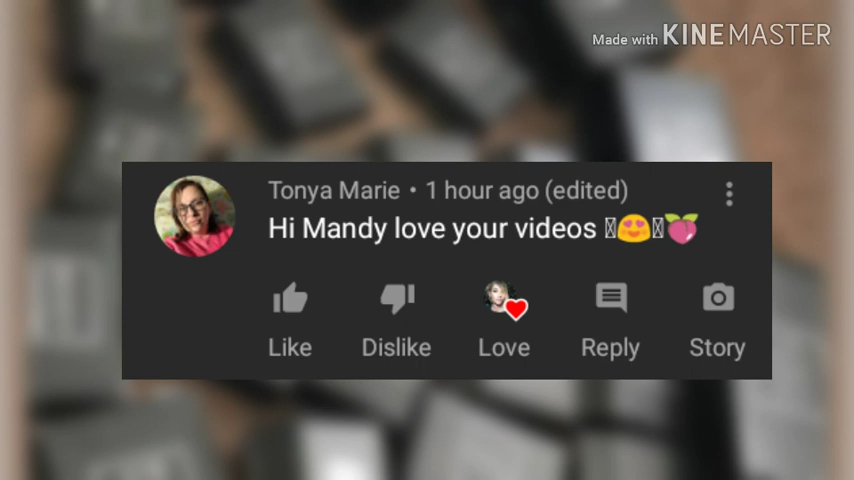 Made with KINEMASTER
Tonya Marie • 1 hour ago (edited)
Hi Mandy love your videos 😍🍑
Like Dislike Love Reply Story